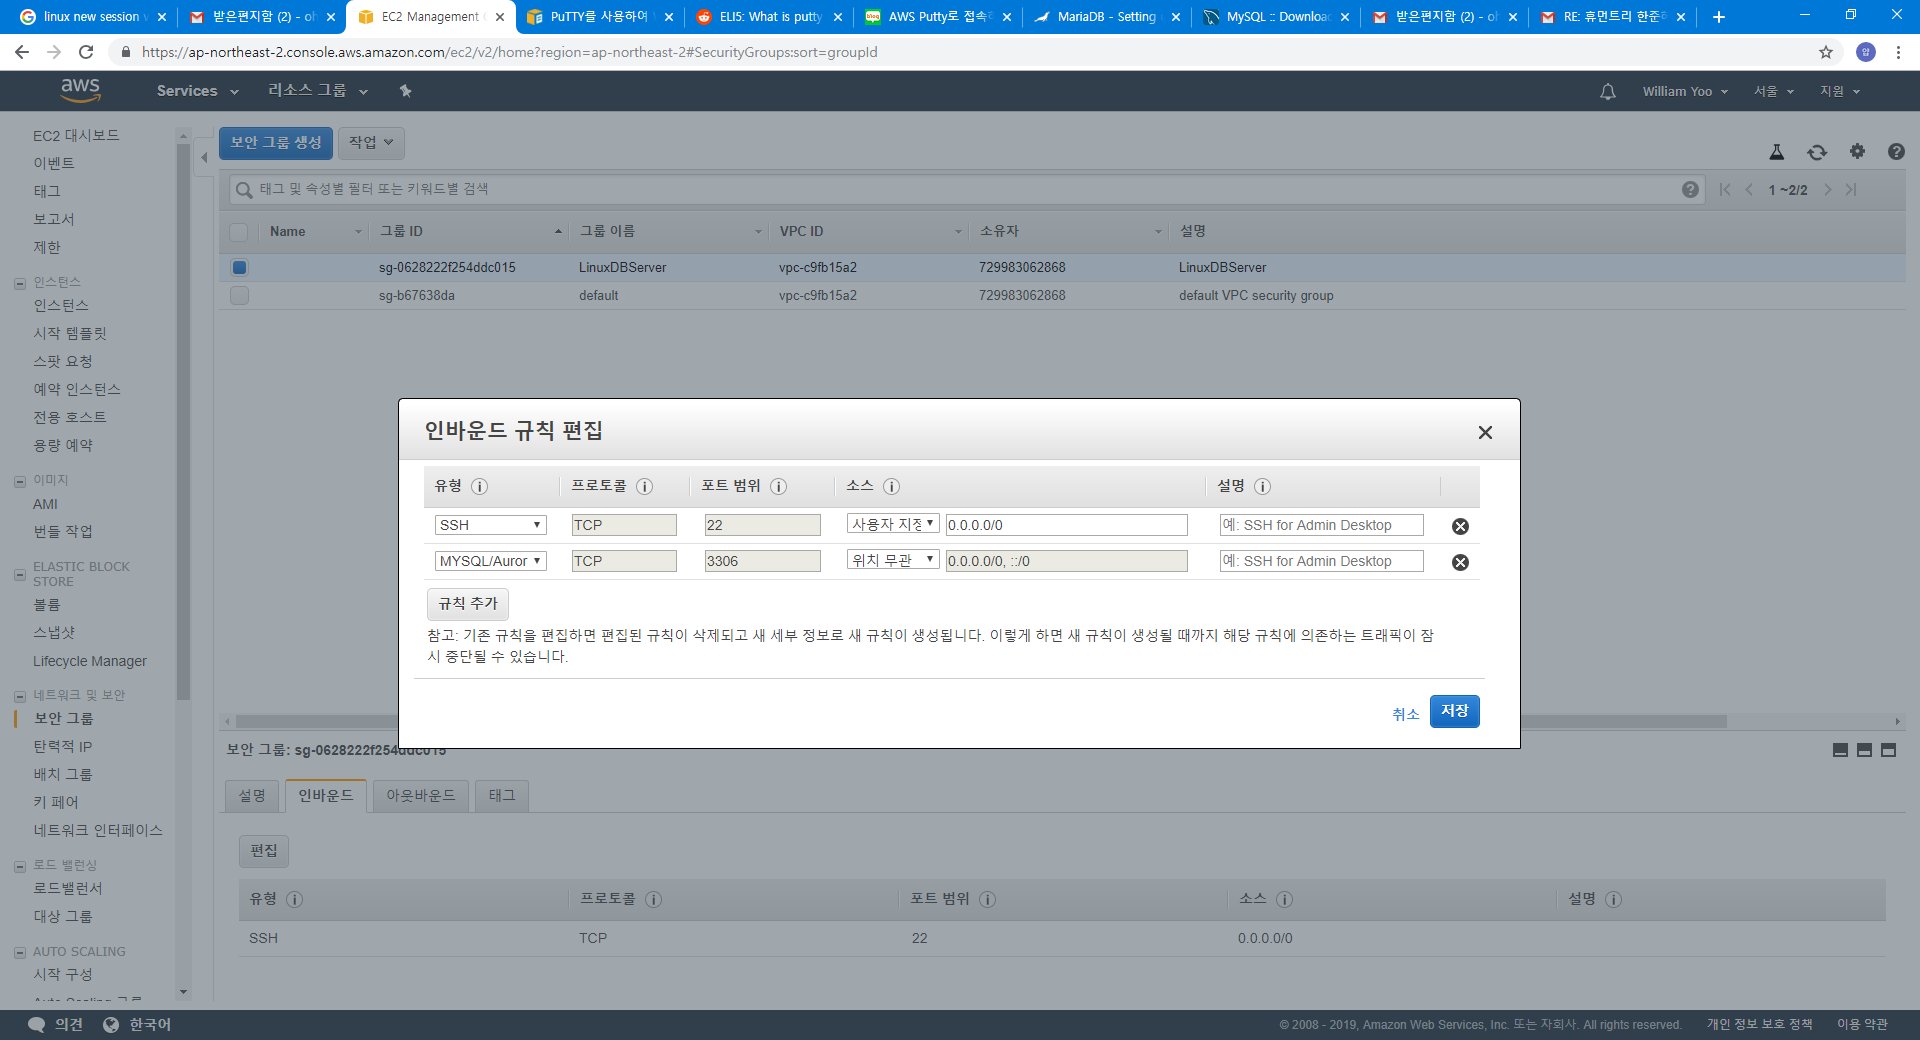 linux new session
받은편지함 (2) - oh
EC2 Management
PuTTY를 사용하여
ELI5: What is putty
AWS Putty로 접속하
MariaDB - Setting
MySQL :: Download
받은편지함 (2) - oh
RE: 휴먼트리 한준희
https://ap-northeast-2.console.aws.amazon.com/ec2/v2/home?region=ap-northeast-2#SecurityGroups:sort=groupId
aws
Services
리소스 그룹
William Yoo
서울
지원
EC2 대시보드
이벤트
태그
보고서
제한
인스턴스
인스턴스
시작 템플릿
스팟 요청
예약 인스턴스
전용 호스트
용량 예약
이미지
AMI
번들 작업
ELASTIC BLOCK
STORE
볼륨
스냅샷
Lifecycle Manager
네트워크 및 보안
보안 그룹
탄력적 IP
배치 그룹
키 페어
네트워크 인터페이스
로드 밸런싱
로드밸런서
대상 그룹
AUTO SCALING
시작 구성
Auto Scaling 그룹
보안 그룹 생성
작업
태그 및 속성별 필터 또는 키워드별 검색
1 ~2/2
Name 그룹 ID 그룹 이름 VPC ID 소유자 설명
sg-0628222f254ddc015 LinuxDBServer vpc-c9fb15a2 729983062868 LinuxDBServer
sg-b67638da default vpc-c9fb15a2 729983062868 default VPC security group
인바운드 규칙 편집
유형 프로토콜 포트 범위 소스 설명
SSH TCP 22 사용자 지정 0.0.0.0/0 예: SSH for Admin Desktop
MYSQL/Auror TCP 3306 위치 무관 0.0.0.0/0, ::/0 예: SSH for Admin Desktop
규칙 추가
참고: 기존 규칙을 편집하면 편집된 규칙이 삭제되고 새 세부 정보로 새 규칙이 생성됩니다. 이렇게 하면 새 규칙이 생성될 때까지 해당 규칙에 의존하는 트래픽이 잠
시 중단될 수 있습니다.
취소
저장
보안 그룹: sg-0628222f254ddc015
설명
인바운드
아웃바운드
태그
편집
유형 프로토콜 포트 범위 소스 설명
SSH TCP 22 0.0.0.0/0
의견
한국어
© 2008 - 2019, Amazon Web Services, Inc. 또는 자회사. All rights reserved.
개인 정보 보호 정책
이용 약관